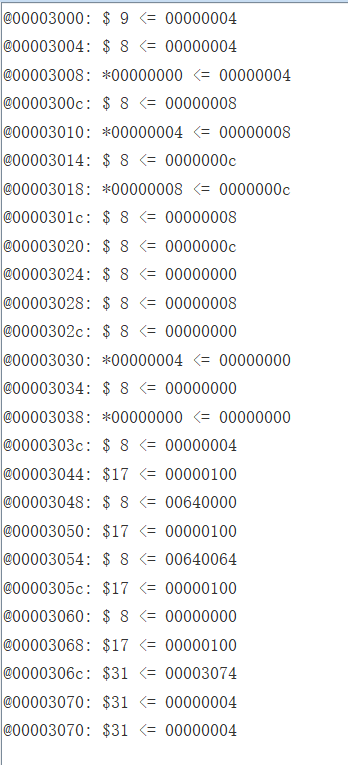 @00003000: $ 9 <= 00000004
@00003004: $ 8 <= 00000004
@00003008: *00000000 <= 00000004
@0000300c: $ 8 <= 00000008
@00003010: *00000004 <= 00000008
@00003014: $ 8 <= 0000000c
@00003018: *00000008 <= 0000000c
@0000301c: $ 8 <= 00000008
@00003020: $ 8 <= 0000000c
@00003024: $ 8 <= 00000000
@00003028: $ 8 <= 00000008
@0000302c: $ 8 <= 00000000
@00003030: *00000004 <= 00000000
@00003034: $ 8 <= 00000000
@00003038: *00000000 <= 00000000
@0000303c: $ 8 <= 00000004
@00003044: $17 <= 00000100
@00003048: $ 8 <= 00640000
@00003050: $17 <= 00000100
@00003054: $ 8 <= 00640064
@0000305c: $17 <= 00000100
@00003060: $ 8 <= 00000000
@00003068: $17 <= 00000100
@0000306c: $31 <= 00003074
@00003070: $31 <= 00000004
@00003070: $31 <= 00000004